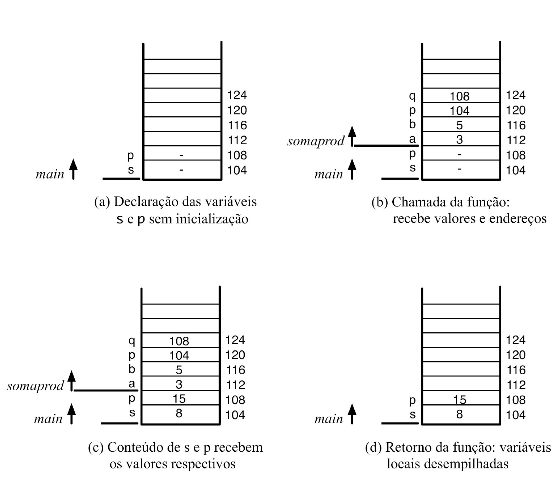 124
120
116
112
p - 108
main s - 104
(a) Declaração das variáveis
s e p sem inicialização
q 108 124
p 104 120
b 5 116
somaprod a 3 112
p - 108
main s - 104
(b) Chamada da função:
recebe valores e endereços
q 108 124
p 104 120
b 5 116
somaprod a 3 112
p 15 108
main s 8 104
(c) Conteúdo de s e p recebem
os valores respectivos
124
120
116
112
p 15 108
main s 8 104
(d) Retorno da função: variáveis
locais desempilhadas